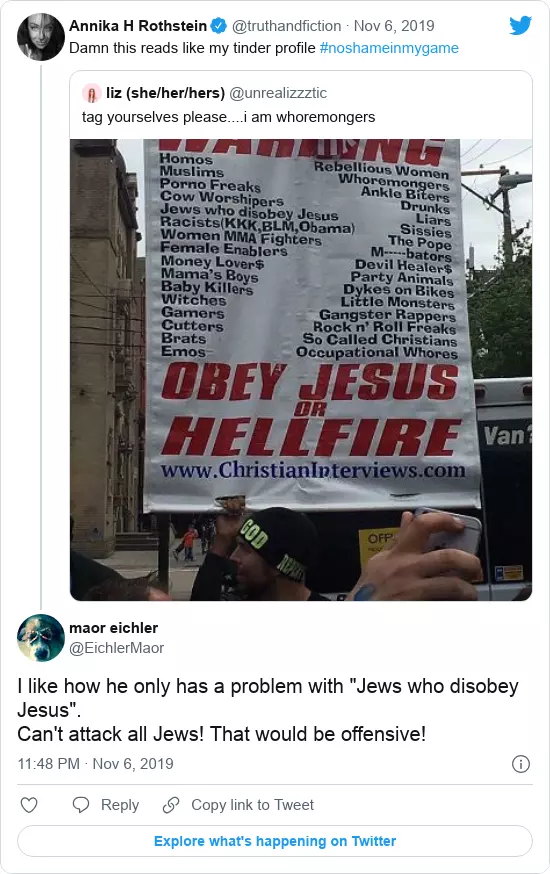 Annika H Rothstein @truthandfiction · Nov 6, 2019
Damn this reads like my tinder profile #noshameinmygame
liz (she/her/hers) @unrealizzztic
tag yourselves please....i am whoremongers
WARNING
Homos
Muslims
Porno Freaks
Cow Worshipers
Jews who disobey Jesus
Racists(KKK,BLM,Obama)
Women MMA Fighters
Female Enablers
Money Lover$
Mama's Boys
Baby Killers
Witches
Gamers
Cutters
Brats
Emos
Rebellious Women
Whoremongers
Ankle Biters
Drunks
Liars
Sissies
The Pope
M-----bators
Devil Healer$
Party Animals
Dykes on Bikes
Little Monsters
Gangster Rappers
Rock n' Roll Freaks
So Called Christians
Occupational Whores
OBEY JESUS
OR
HELLFIRE
www.ChristianInterviews.com
Van
GOD
OFF
maor eichler
@EichlerMaor
I like how he only has a problem with "Jews who disobey
Jesus".
Can't attack all Jews! That would be offensive!
11:48 PM · Nov 6, 2019
Reply
Copy link to Tweet
Explore what's happening on Twitter